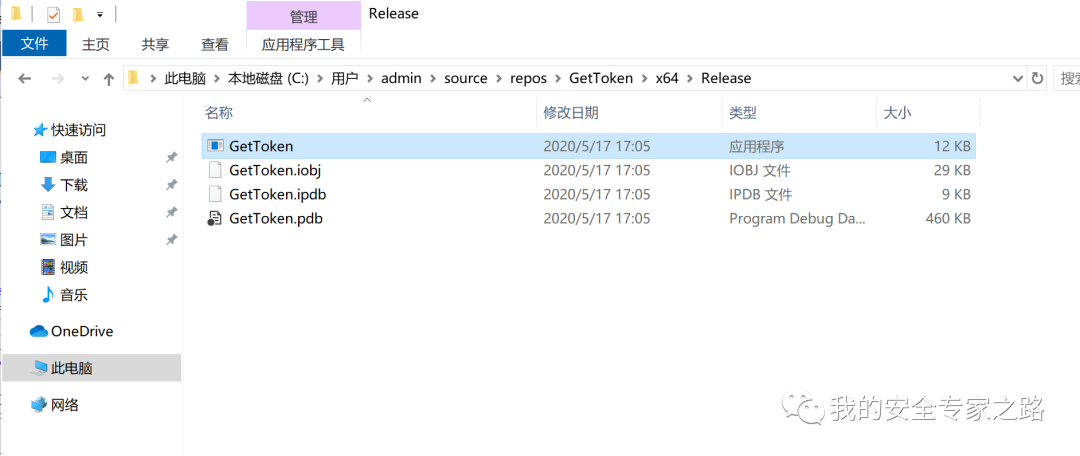 管理
Release
文件
主页
共享
查看
应用程序工具
此电脑 本地磁盘 (C:) 用户 admin source repos GetToken x64 Release
搜索
名称 修改日期 类型 大小
快速访问
桌面
下载
文档
图片
视频
音乐
OneDrive
此电脑
网络
GetToken 2020/5/17 17:05 应用程序 12 KB
GetToken.iobj 2020/5/17 17:05 IOBJ 文件 29 KB
GetToken.ipdb 2020/5/17 17:05 IPDB 文件 9 KB
GetToken.pdb 2020/5/17 17:05 Program Debug Da... 460 KB
我的安全专家之路